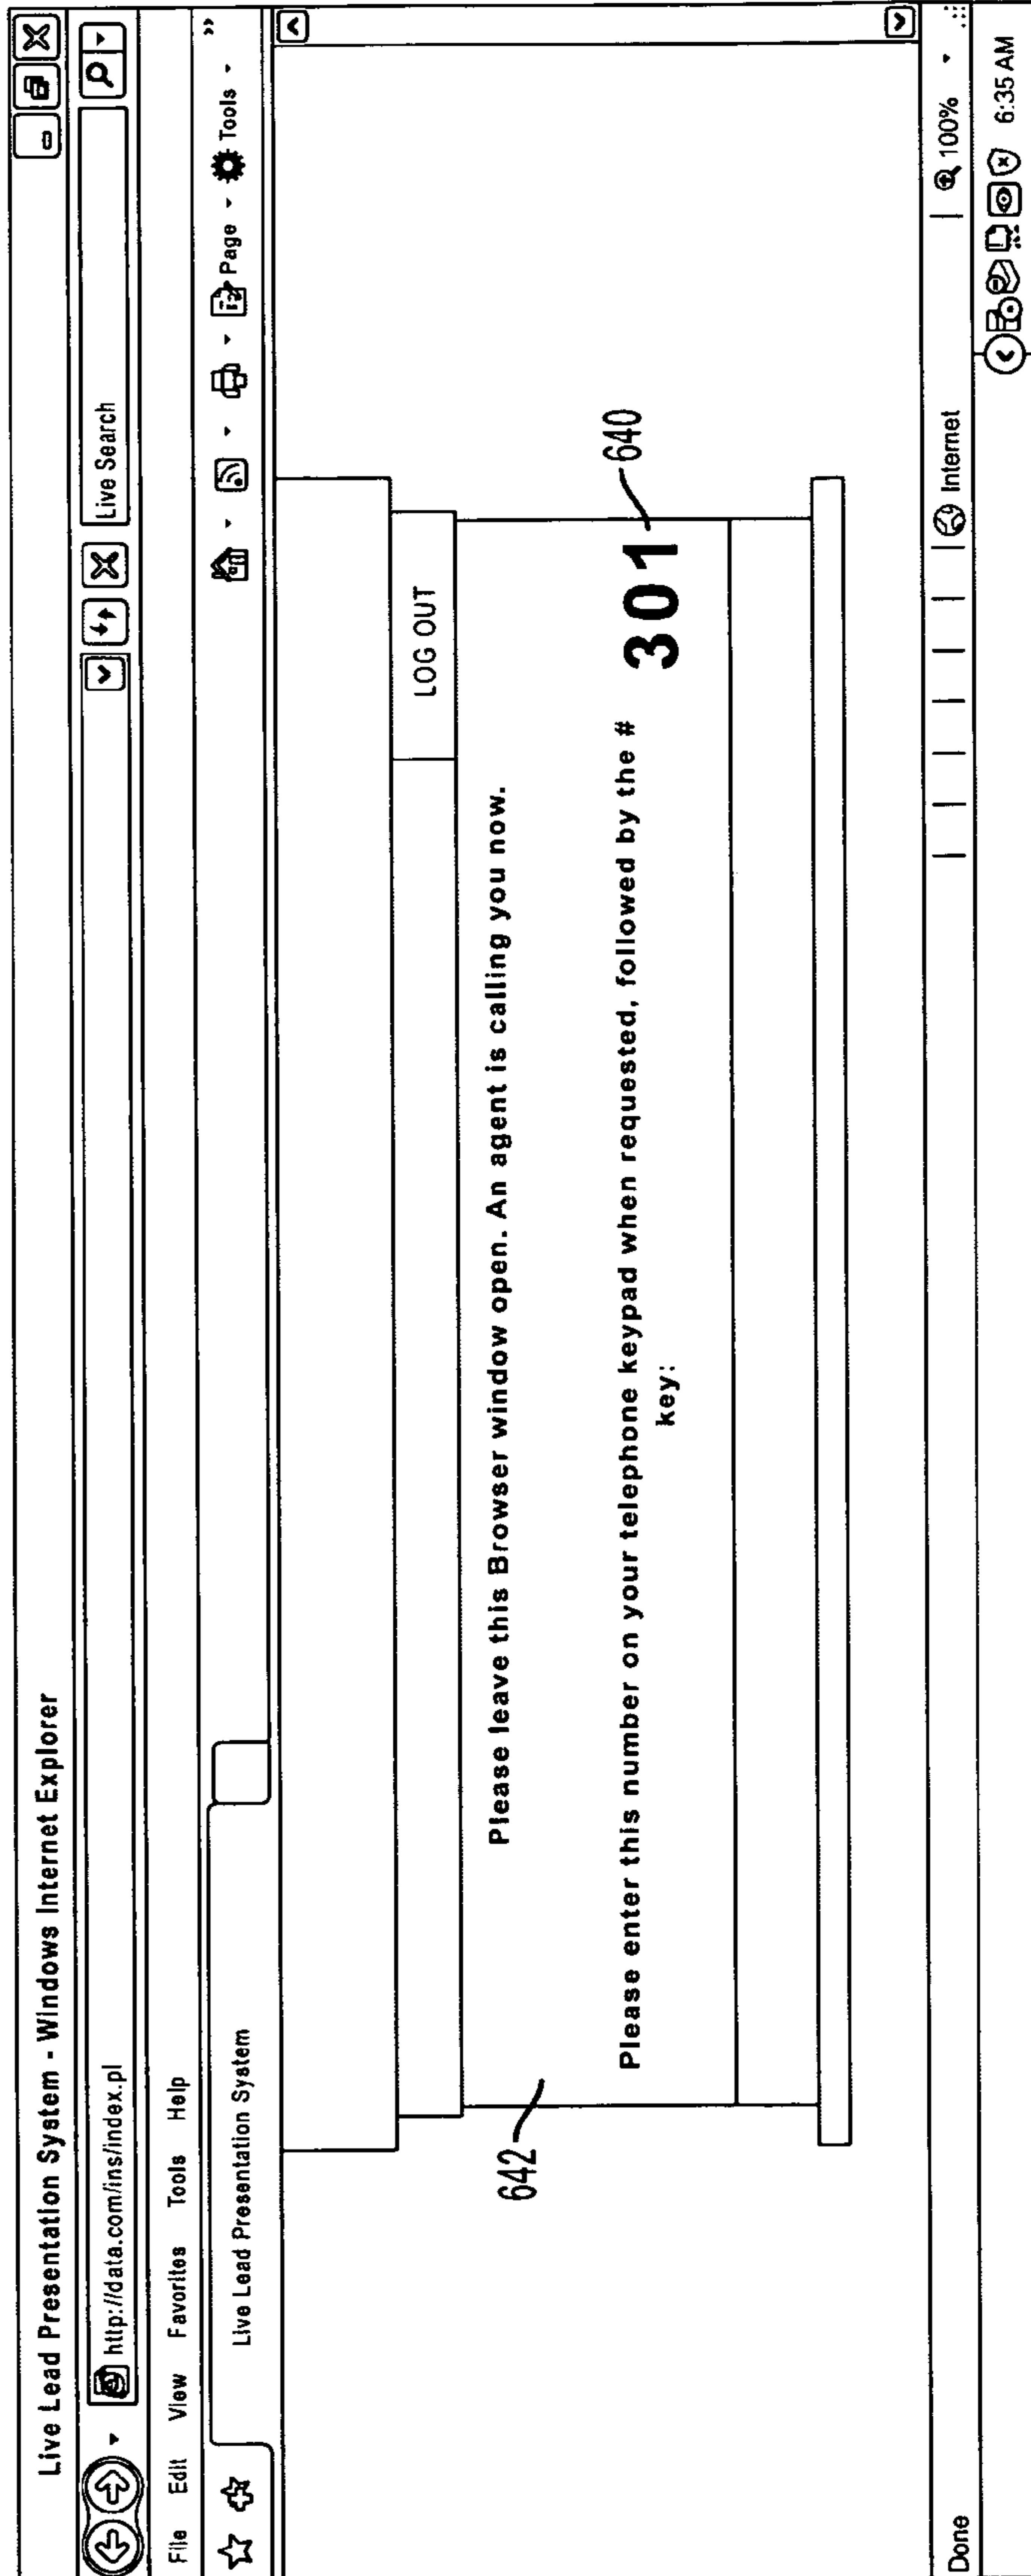 Live Lead Presentation System - Windows Internet Explorer
http://data.com/ins/index.pl
Live Search
File Edit View Favorites Tools Help
Live Lead Presentation System
Page Tools »
LOG OUT
Please leave this Browser window open. An agent is calling you now.
642
Please enter this number on your telephone keypad when requested, followed by the #
key:
301
640
Done
Internet
100%
6:35 AM